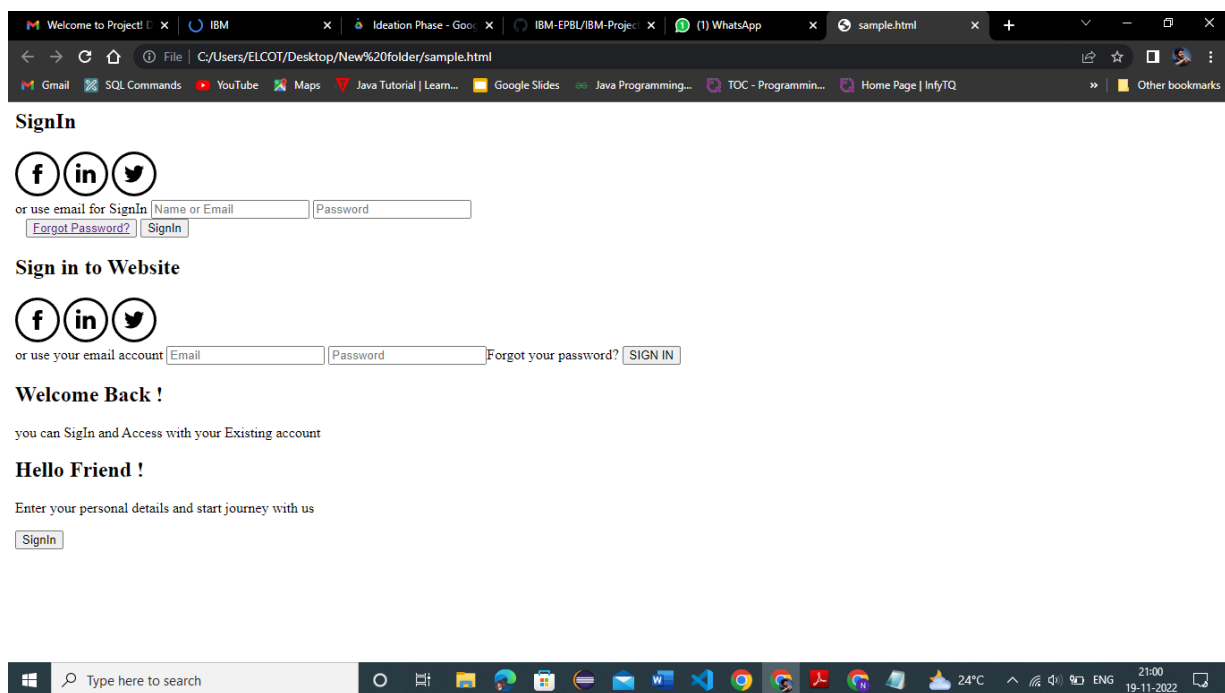 Welcome to Project! D
IBM
Ideation Phase - Goog
IBM-EPBL/IBM-Projec
(1) WhatsApp
sample.html
File
C:/Users/ELCOT/Desktop/New%20folder/sample.html
Gmail
SQL Commands
YouTube
Maps
Java Tutorial | Learn...
Google Slides
Java Programming...
TOC - Programmin...
Home Page | InfyTQ
»
Other bookmarks
SignIn
f in
or use email for SignIn Name or Email Password
Forgot Password? SignIn
Sign in to Website
f in
or use your email account Email Password Forgot your password? SIGN IN
Welcome Back !
you can SigIn and Access with your Existing account
Hello Friend !
Enter your personal details and start journey with us
SignIn
Type here to search
24°C
ENG
21:00
19-11-2022